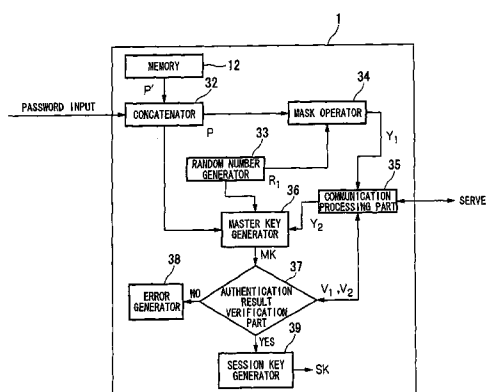 1
MEMORY
12
P'
32
34
PASSWORD INPUT
CONCATENATOR
P
MASK OPERATOR
33
Y1
RANDOM NUMBER
GENERATOR
R1
35
36
COMMUNICATION
PROCESSING PART
SERVE
MASTER KEY
GENERATOR
Y2
MK
38
37
ERROR
GENERATOR
NO
AUTHENTICATION
RESULT
VERIFICATION
PART
V1 ,V2
YES
39
SESSION KEY
GENERATOR
SK